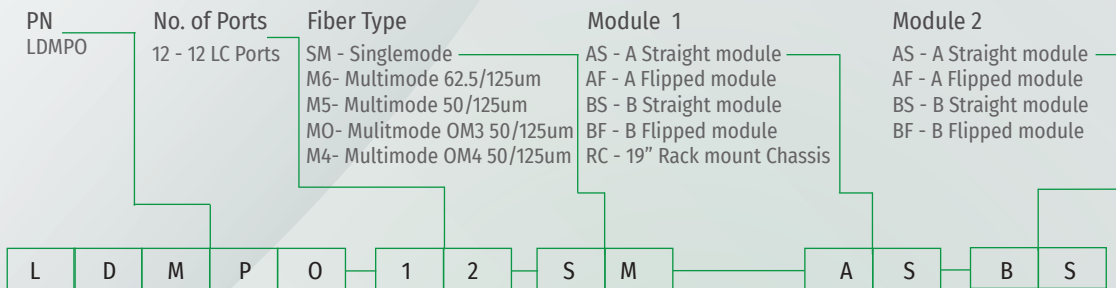 PN
LDMPO
No. of Ports
12 - 12 LC Ports
Fiber Type
SM - Singlemode
M6- Multimode 62.5/125um
M5- Multimode 50/125um
MO- Mulitmode OM3 50/125um
M4- Multimode OM4 50/125um
Module 1
AS - A Straight module
AF - A Flipped module
BS - B Straight module
BF - B Flipped module
RC - 19” Rack mount Chassis
Module 2
AS - A Straight module
AF - A Flipped module
BS - B Straight module
BF - B Flipped module
L D M P O 1 2 S M A S B S